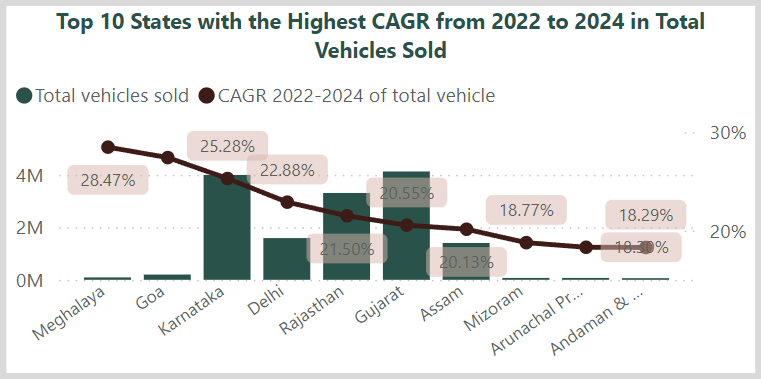 Top 10 States with the Highest CAGR from 2022 to 2024 in Total
Vehicles Sold
Total vehicles sold CAGR 2022-2024 of total vehicle
30%
25.28%
22.88%
4M
28.47%
20.55%
18.77%
18.29%
2M
20%
21.50%
20.13%
0M
Meghalaya
Goa
Karnataka
Delhi
Rajasthan
Gujarat
Assam
Mizoram
Arunachal Pr...
Andaman & ...